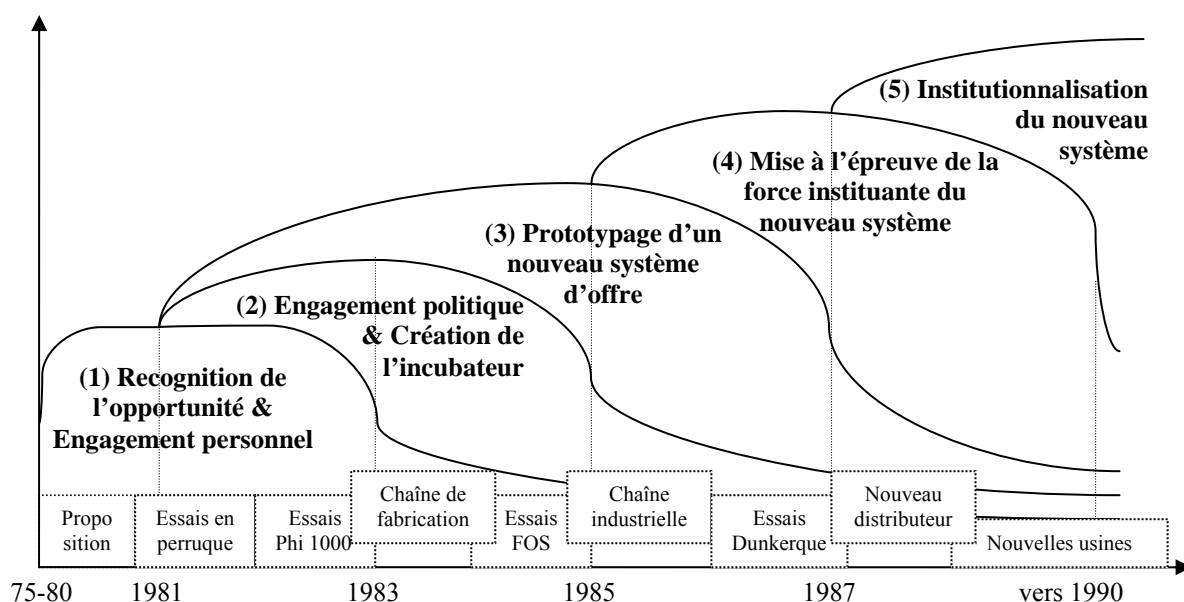 (5) Institutionnalisation
du nouveau
système
(4) Mise à l’épreuve de la
force instituante du
nouveau système
(3) Prototypage d’un
nouveau système
d’offre
(2) Engagement politique
& Création de
l’incubateur
(1) Recognition de
l’opportunité &
Engagement personnel
Propo
sition
Essais en
perruque
Essais
Phi 1000
Chaîne de
fabrication
Essais
FOS
Chaîne
industrielle
Essais
Dunkerque
Nouveau
distributeur
Nouvelles usines
75-80 1981 1983 1985 1987 vers 1990